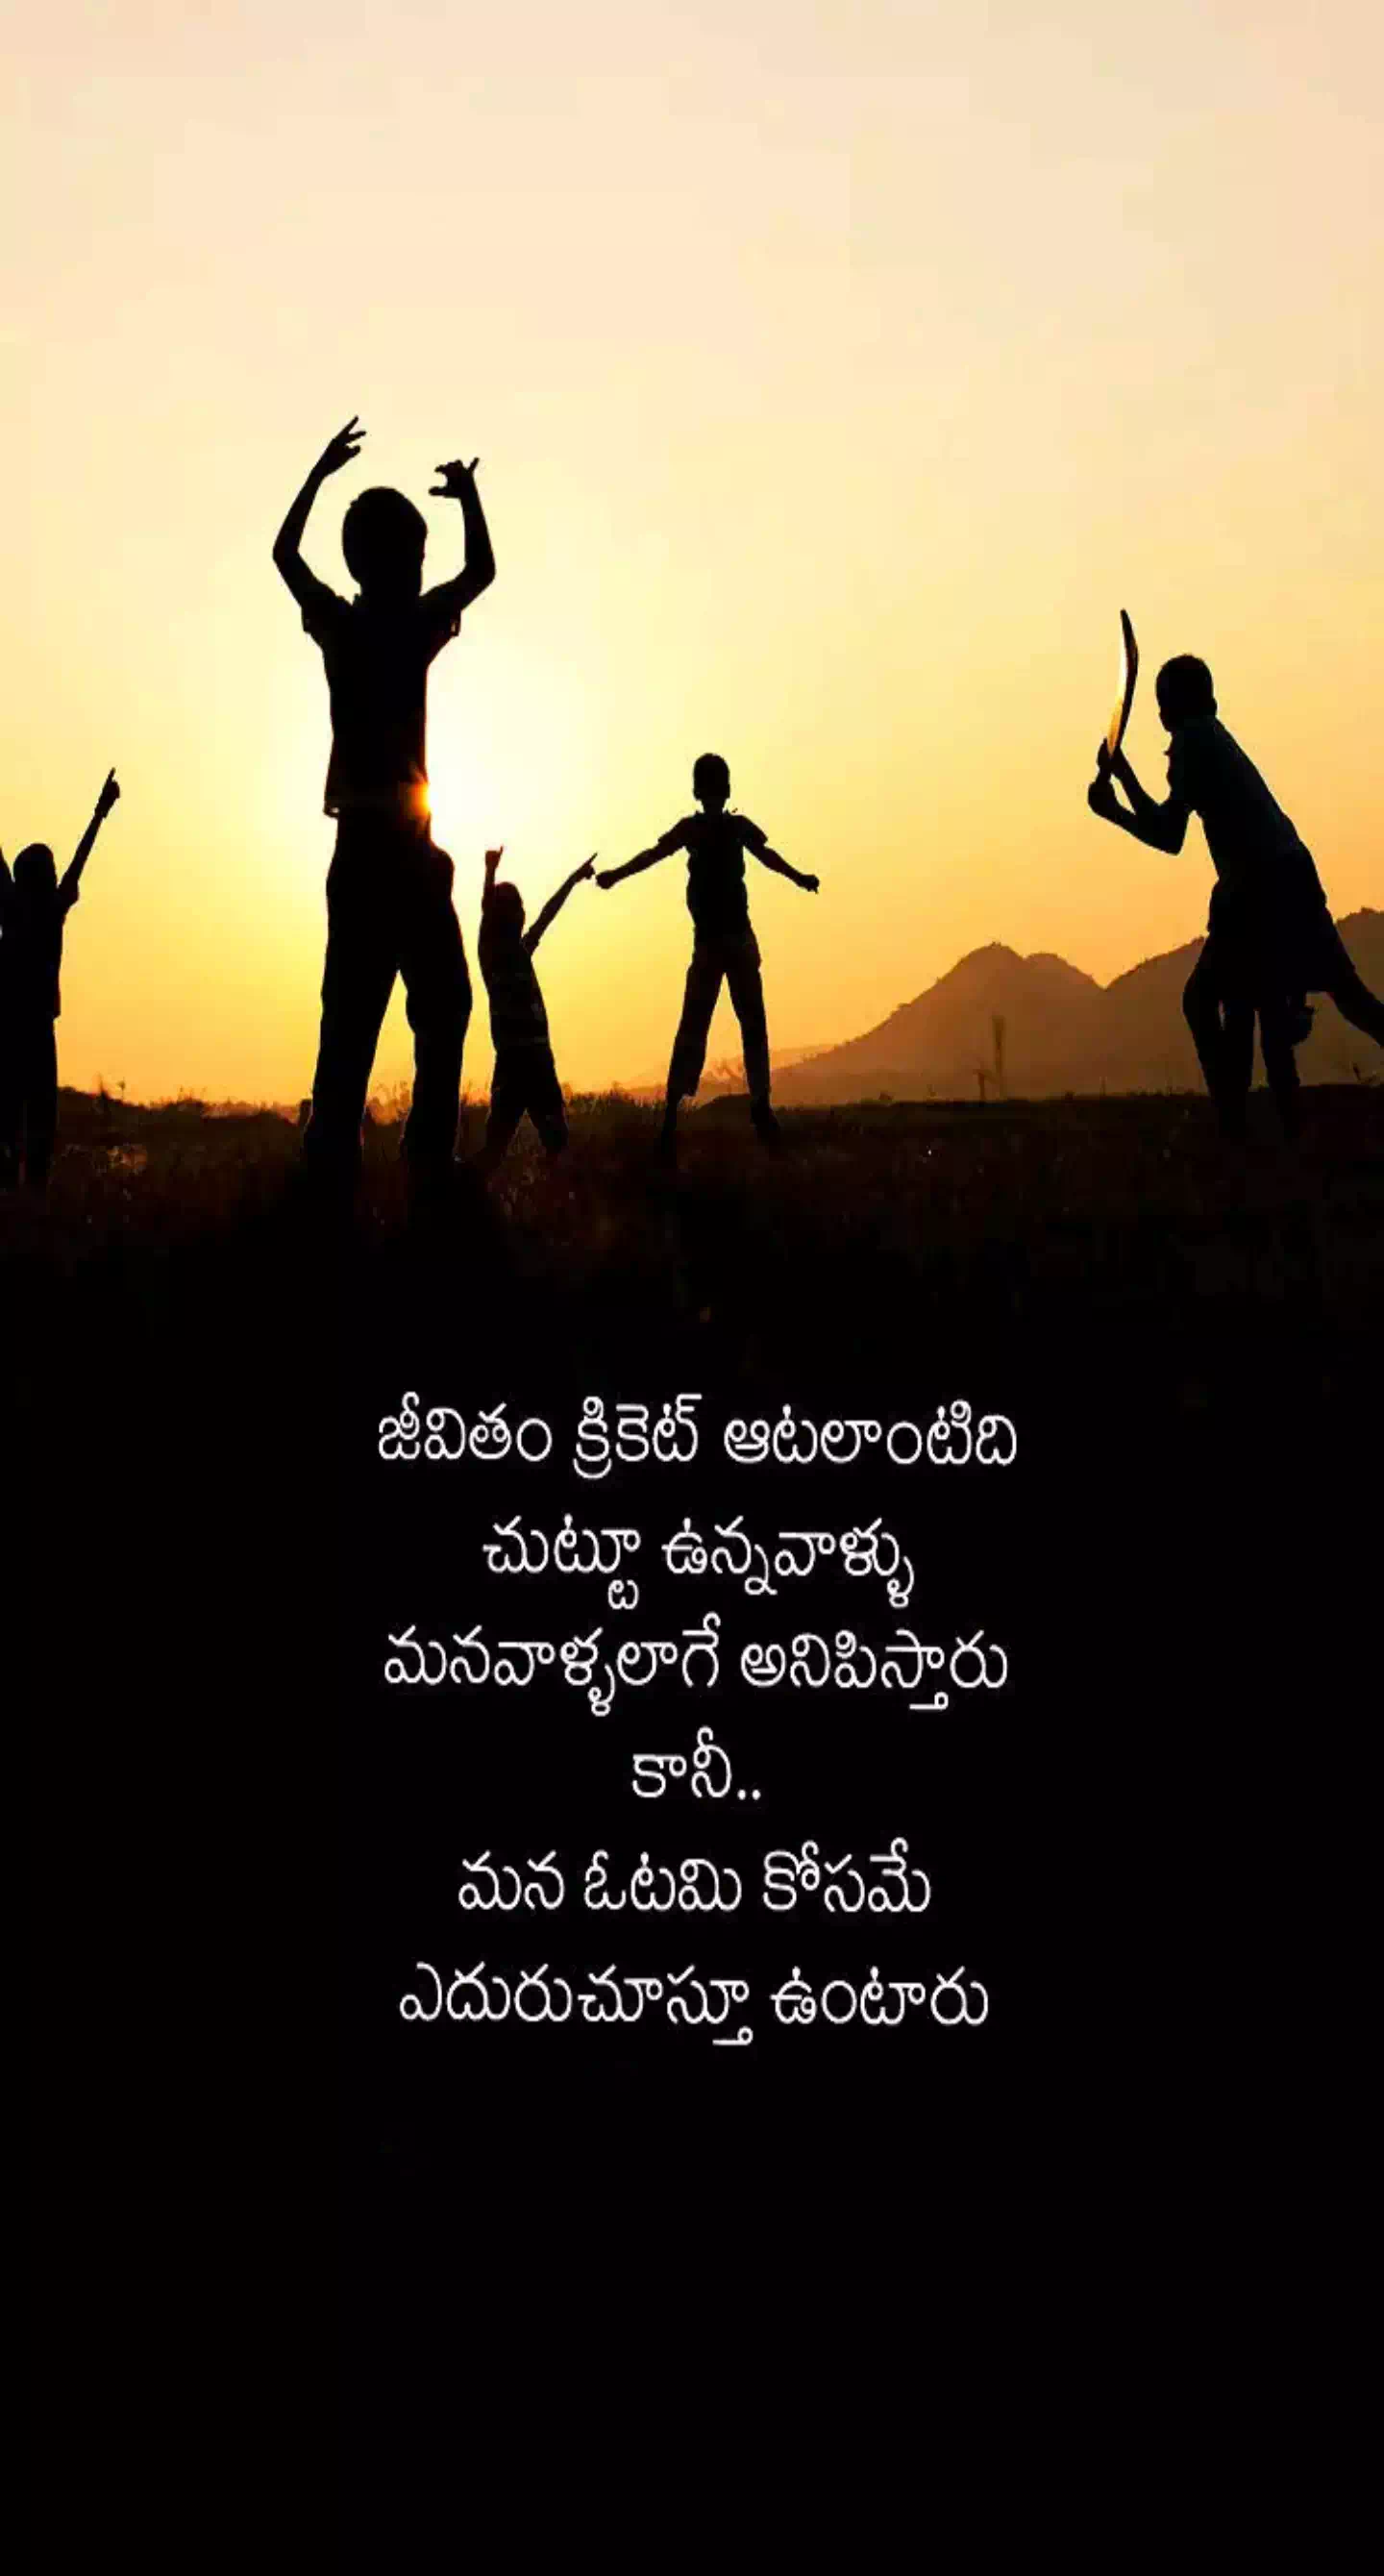 జీవితం క్రికెట్ ఆటలాంటిది
చుట్టూ ఉన్నవాళ్ళు
మనవాళ్ళలాగే అనిపిస్తారు
కానీ..
మన ఓటమి కోసమే
ఎదురుచూస్తూ ఉంటారు